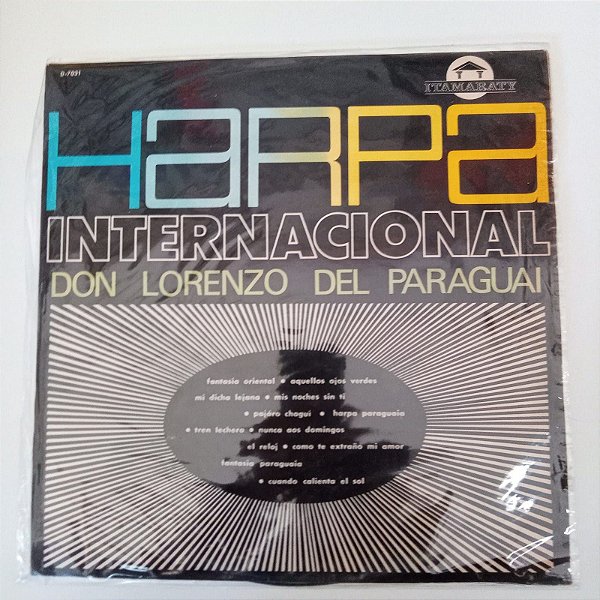 0-7091
ITAMARATY
HARPA
INTERNACIONAL
DON LORENZO DEL PARAGUAI
fantasia oriental • aquellos ojos verdes
mi dicha lejana • mis noches sin ti
• pajáro chogui • harpa paraguaia
• tren lechero • nunca aos domingos
el reloj • como te extraño mi amor
fantasia paraguaia
• cuando calienta el sol